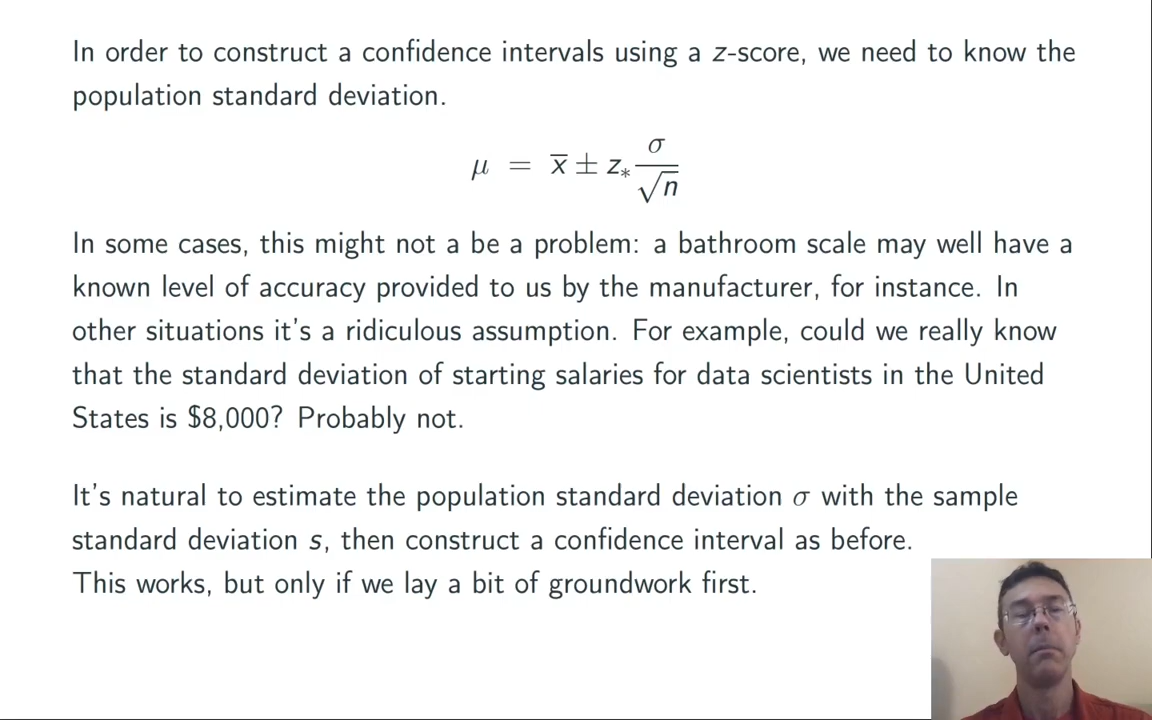 In order to construct a confidence intervals using a z-score, we need to know the
population standard deviation.
μ = x̅ ± z* σ/√n
In some cases, this might not a be a problem: a bathroom scale may well have a
known level of accuracy provided to us by the manufacturer, for instance. In
other situations it's a ridiculous assumption. For example, could we really know
that the standard deviation of starting salaries for data scientists in the United
States is $8,000? Probably not.
It's natural to estimate the population standard deviation σ with the sample
standard deviation s, then construct a confidence interval as before.
This works, but only if we lay a bit of groundwork first.